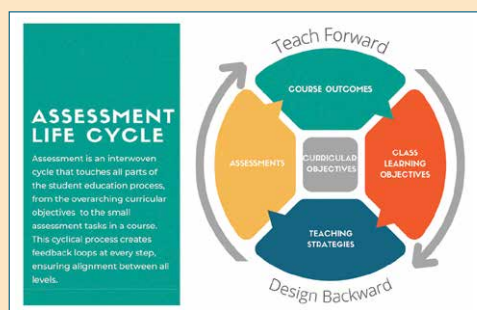 ASSESSMENT
LIFE CYCLE
Assessment is an interwoven
cycle that touches all parts
of the student education process,
from the overarching curricular
objectives to the small
assessment tasks in a course.
This cyclical process creates
feedback loops at every step,
ensuring alignment between all
levels.
Teach Forward
COURSE OUTCOMES
ASSESSMENTS
CURRICULAR
OBJECTIVES
CLASS
LEARNING
OBJECTIVES
TEACHING
STRATEGIES
Design Backward